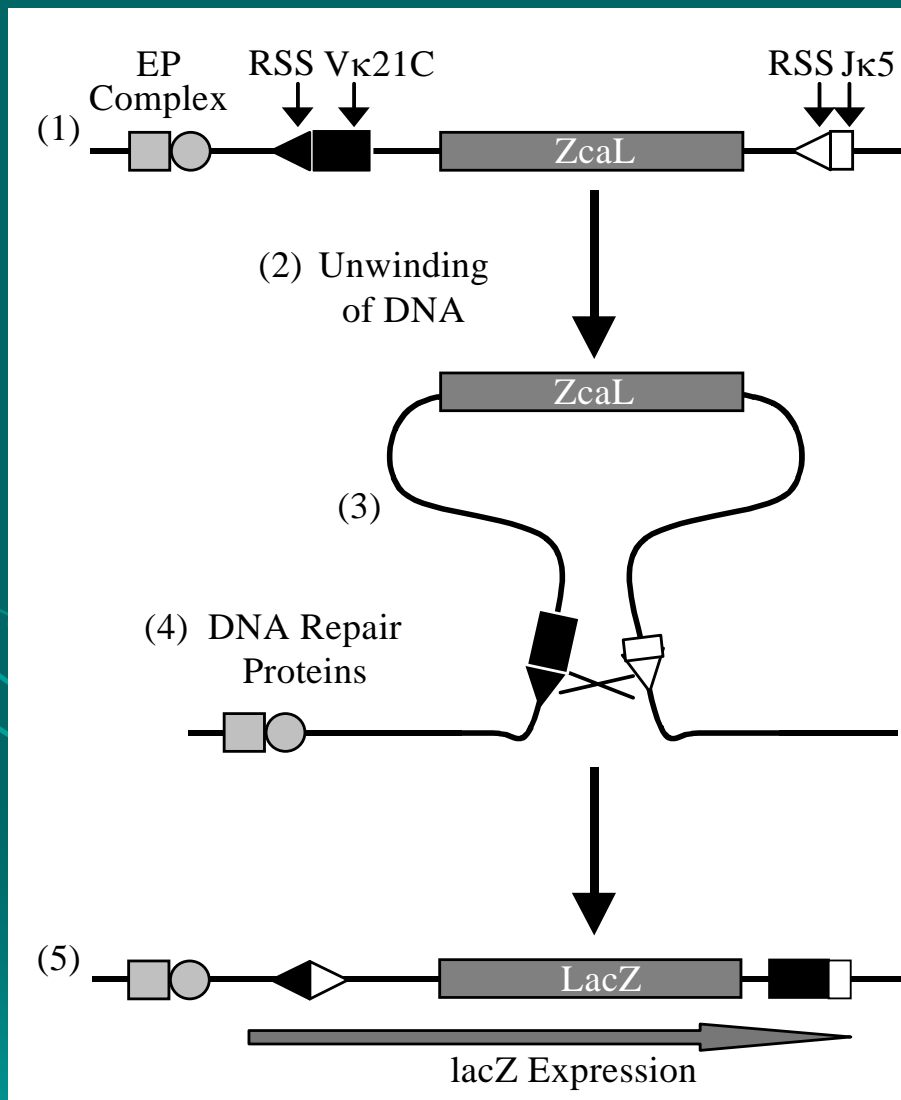 EP
Complex
RSS Vκ21C
RSS Jκ5
(1)
ZcaL
(2) Unwinding
of DNA
ZcaL
(3)
(4) DNA Repair
Proteins
(5)
LacZ
lacZ Expression